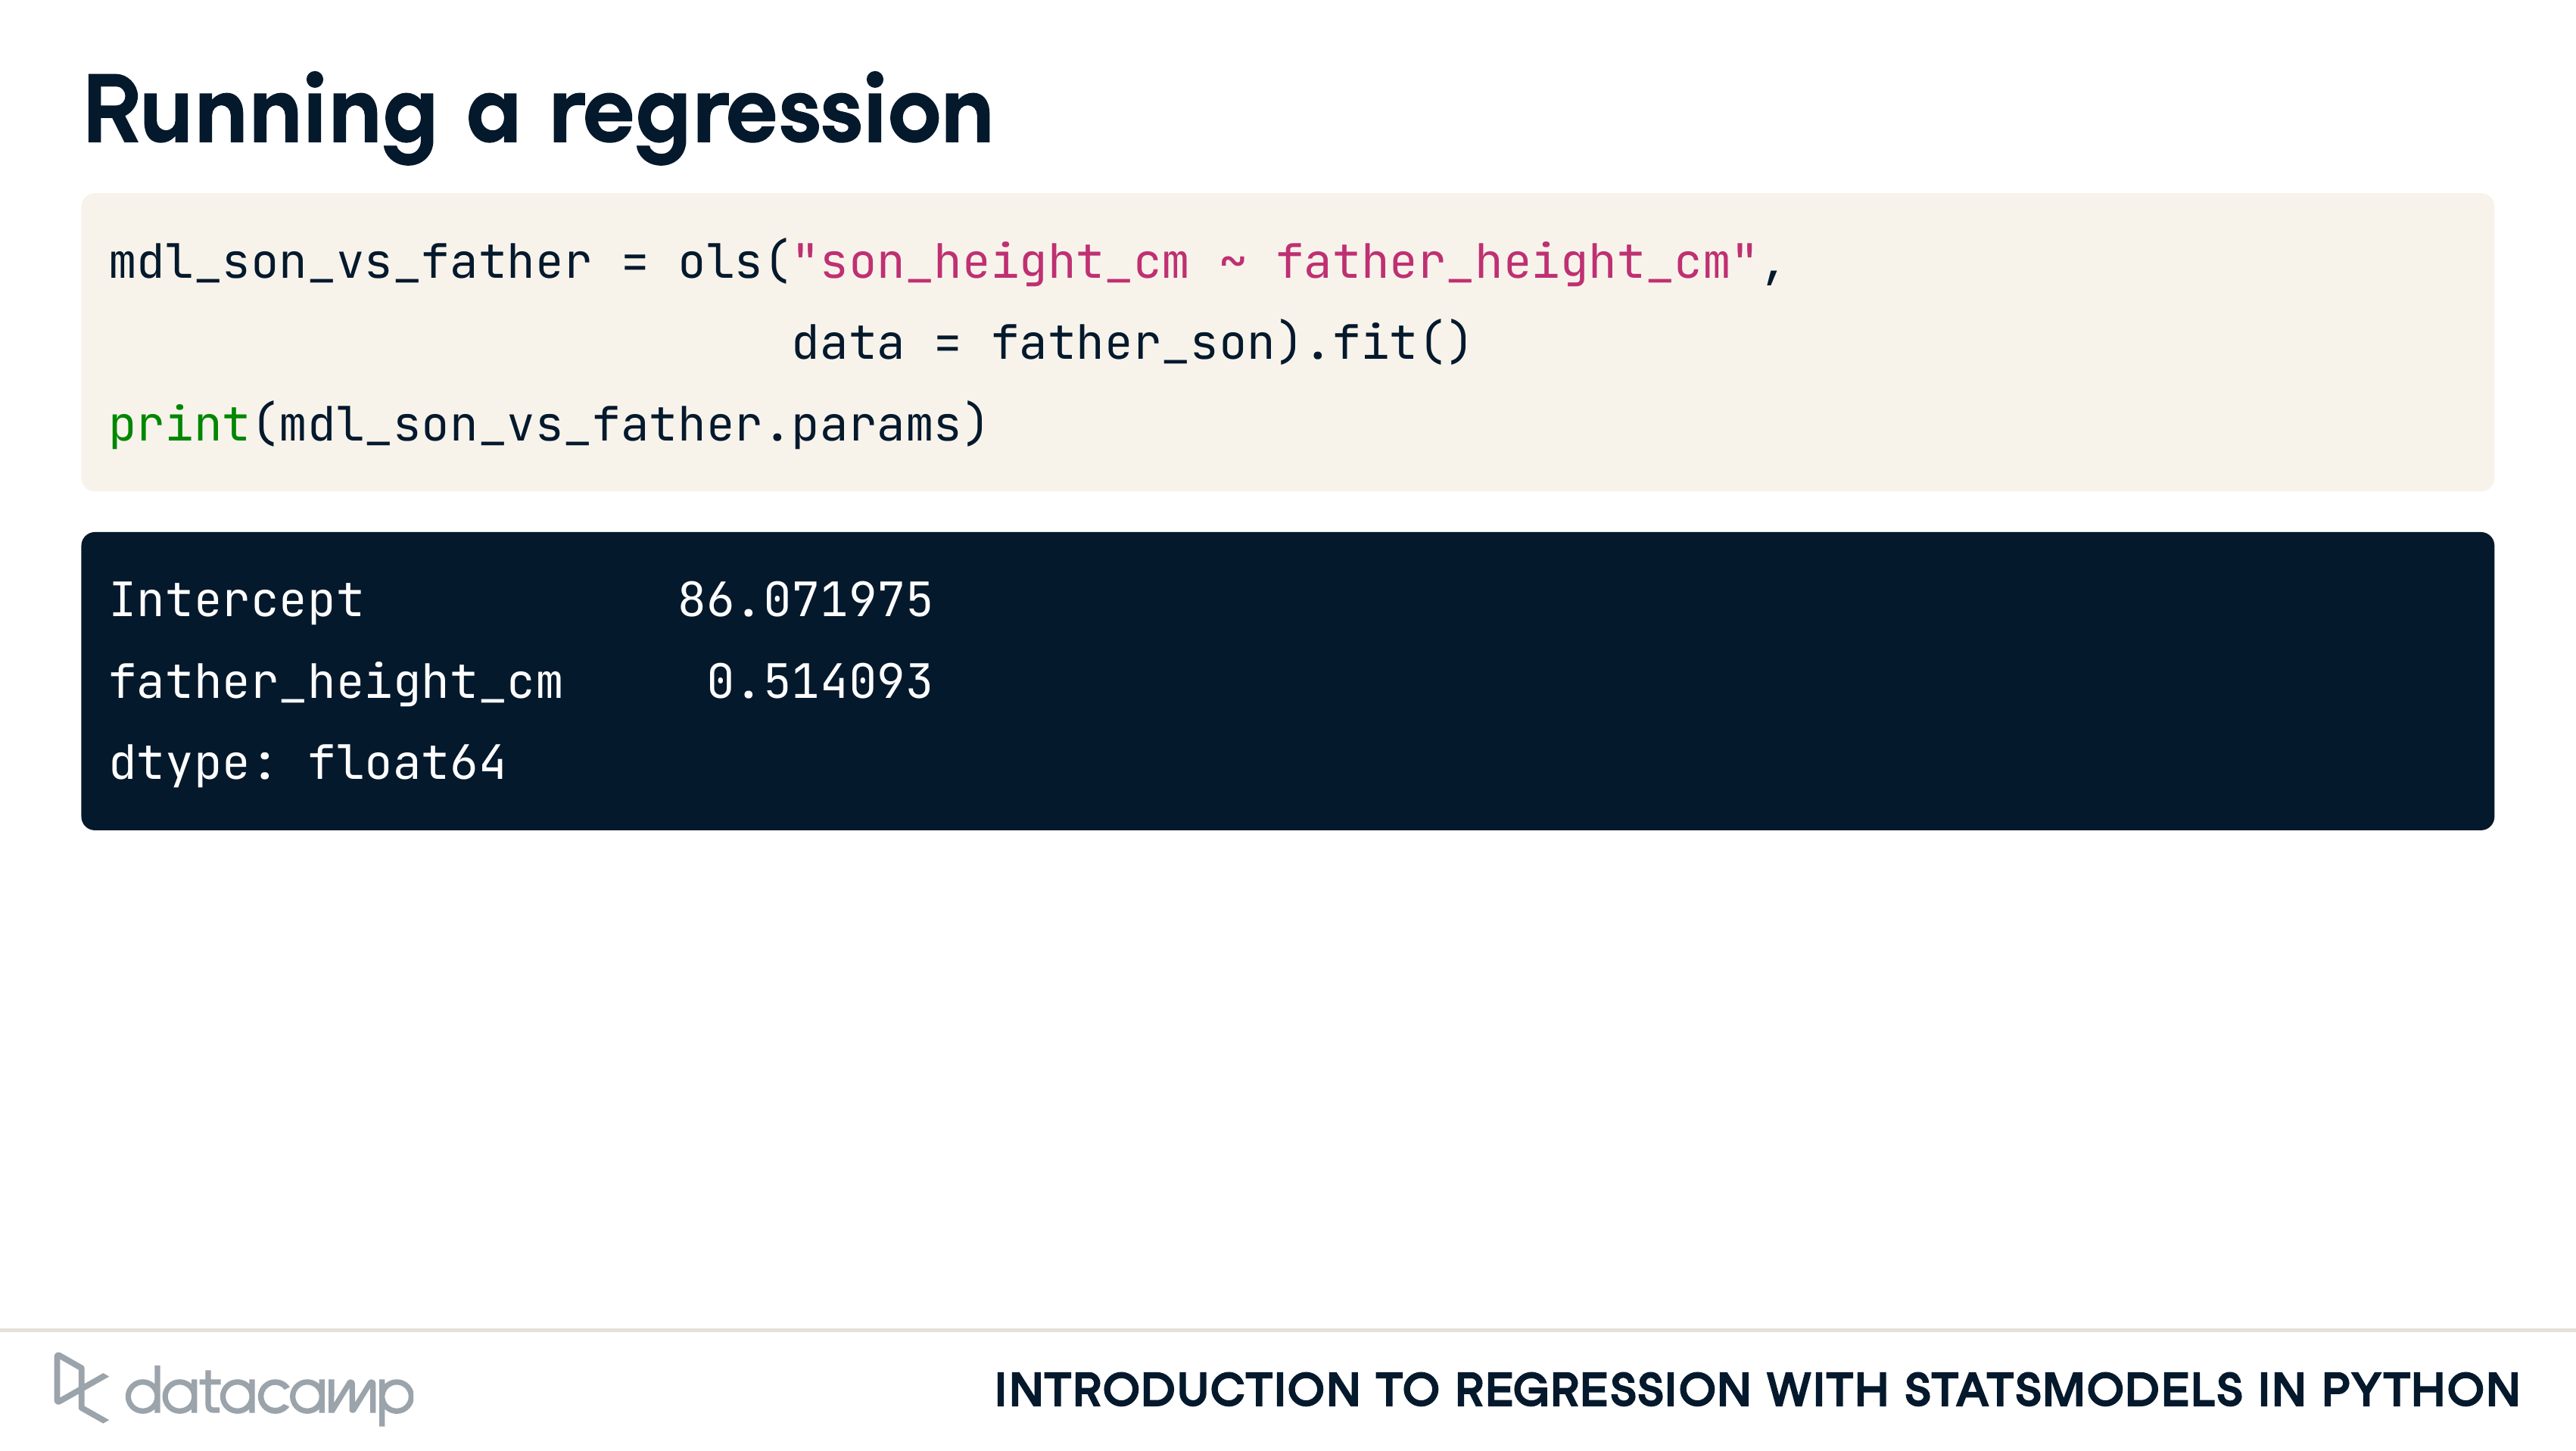 Running a regression
mdl_son_vs_father = ols("son_height_cm ~ father_height_cm",
                        data = father_son).fit()
print(mdl_son_vs_father.params)
Intercept           86.071975
father_height_cm     0.514093
dtype: float64
datacamp
INTRODUCTION TO REGRESSION WITH STATSMODELS IN PYTHON